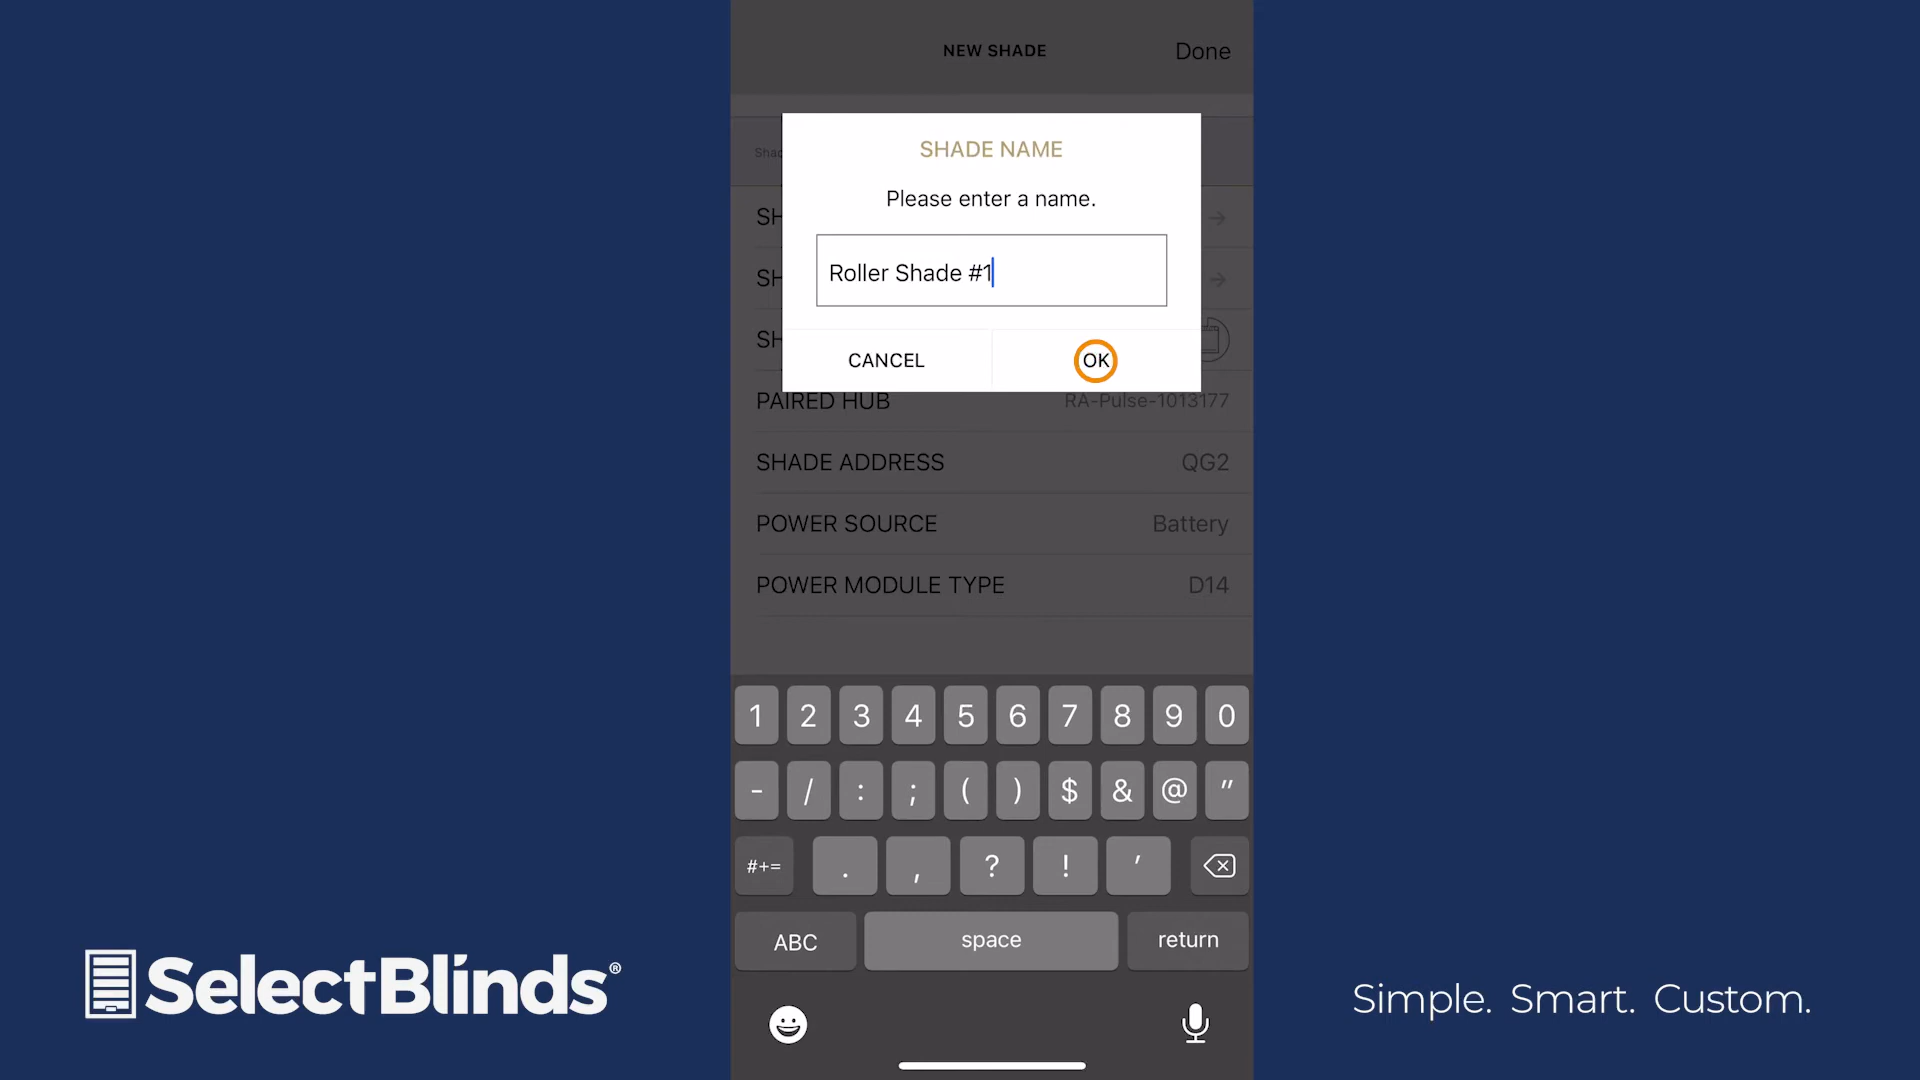 NEW SHADE
Done
SHADE NAME
Please enter a name.
Shad
SH
Roller Shade #1
SH
SH
CANCEL
OK
PAIRED HUB
RA-Pulse-1013177
SHADE ADDRESS
QG2
POWER SOURCE
Battery
POWER MODULE TYPE
D14
1 2 3 4 5 6 7 8 9 0
- / : ; ( ) $ & @ "
#+= . , ? ! '
ABC
space
return
SelectBlinds®
Simple. Smart. Custom.